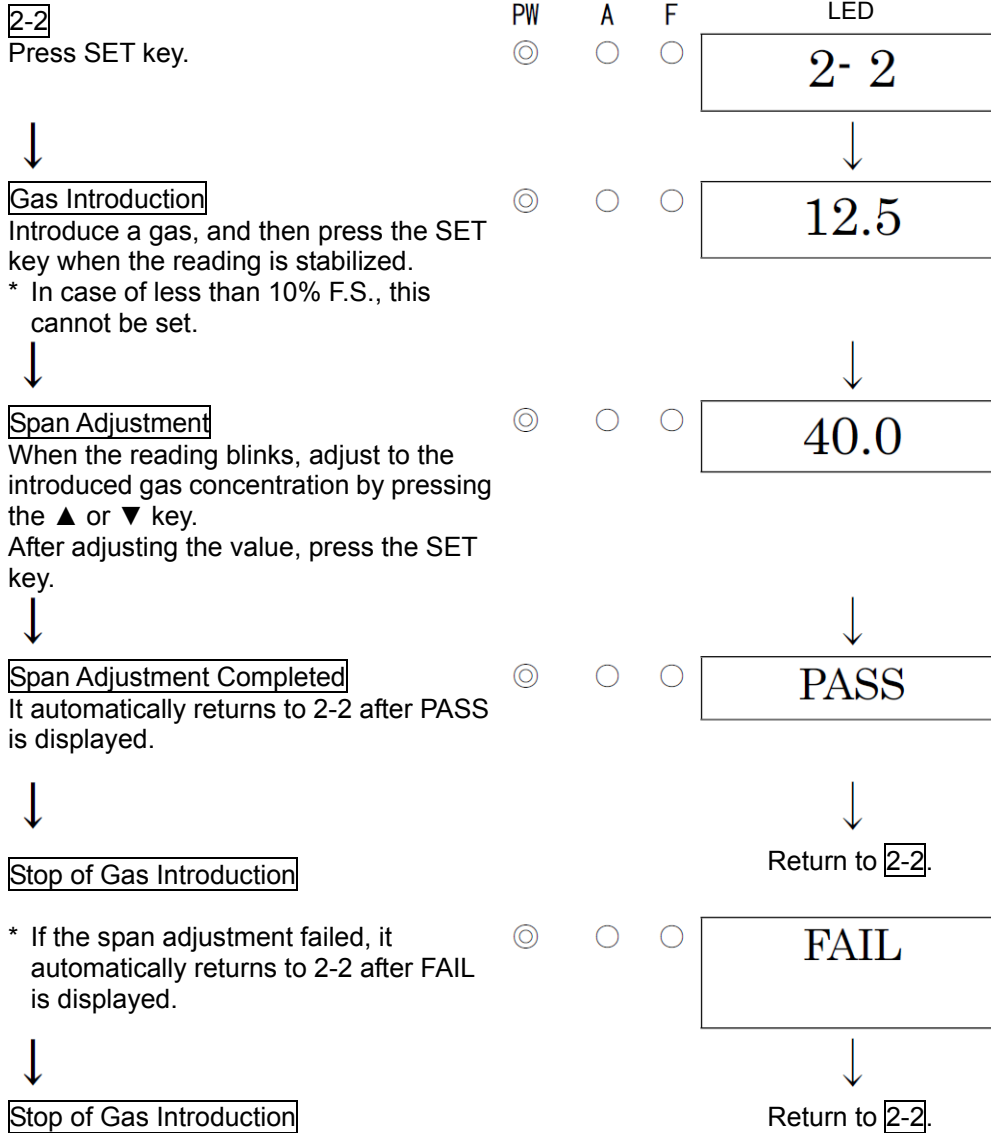 PW A F LED
2-2
Press SET key.
◎ ○ ○ 2- 2
↓ ↓
Gas Introduction
◎ ○ ○ 12.5
Introduce a gas, and then press the SET
key when the reading is stabilized.
* In case of less than 10% F.S., this
cannot be set.
↓ ↓
Span Adjustment
◎ ○ ○ 40.0
When the reading blinks, adjust to the
introduced gas concentration by pressing
the ▲ or ▼ key.
After adjusting the value, press the SET
key.
↓ ↓
Span Adjustment Completed
◎ ○ ○ PASS
It automatically returns to 2-2 after PASS
is displayed.
↓ ↓
Stop of Gas Introduction
Return to 2-2.
* If the span adjustment failed, it
◎ ○ ○ FAIL
automatically returns to 2-2 after FAIL
is displayed.
↓ ↓
Stop of Gas Introduction
Return to 2-2.